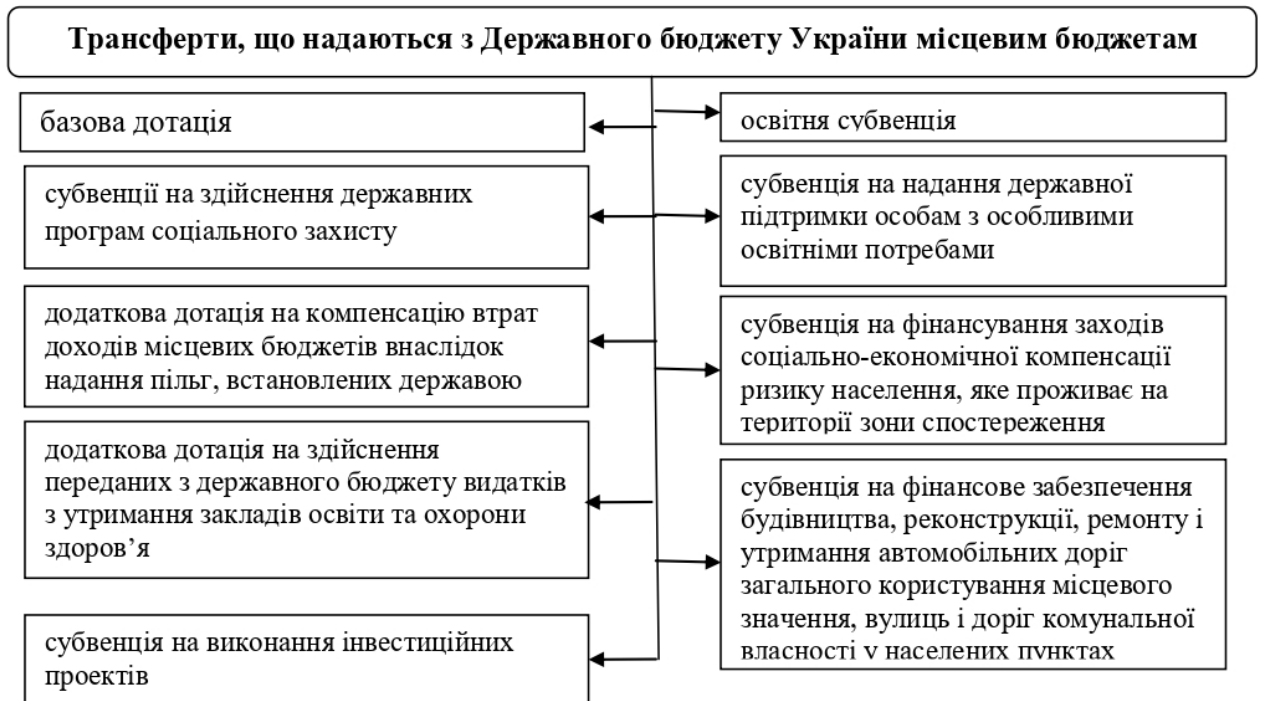 Трансферти, що надаються з Державного бюджету України місцевим бюджетам
базова дотація
субвенції на здійснення державних
програм соціального захисту
додаткова дотація на компенсацію втрат
доходів місцевих бюджетів внаслідок
надання пільг, встановлених державою
додаткова дотація на здійснення
переданих з державного бюджету видатків
з утримання закладів освіти та охорони
здоров’я
субвенція на виконання інвестиційних
проектів
освітня субвенція
субвенція на надання державної
підтримки особам з особливими
освітніми потребами
субвенція на фінансування заходів
соціально-економічної компенсації
ризику населення, яке проживає на
території зони спостереження
субвенція на фінансове забезпечення
будівництва, реконструкції, ремонту і
утримання автомобільних доріг
загального користування місцевого
значення, вулиць і доріг комунальної
власності у населених пунктах